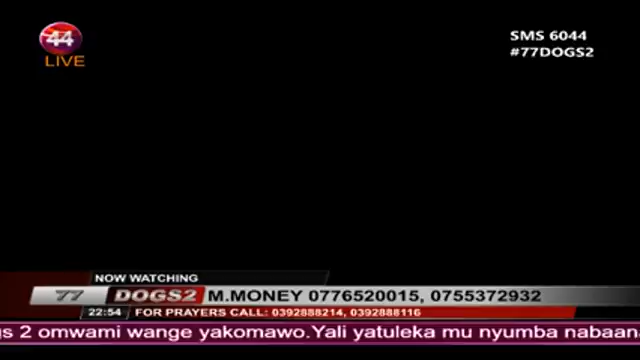 44
LIVE
SMS 6044
#77DOGS2
NOW WATCHING
77 DOGS2 M.MONEY 0776520015, 0755372932
22:54 FOR PRAYERS CALL: 0392888214, 0392888116
gs 2 omwami wange yakomawo.Yali yatuleka mu nyumba nabaana